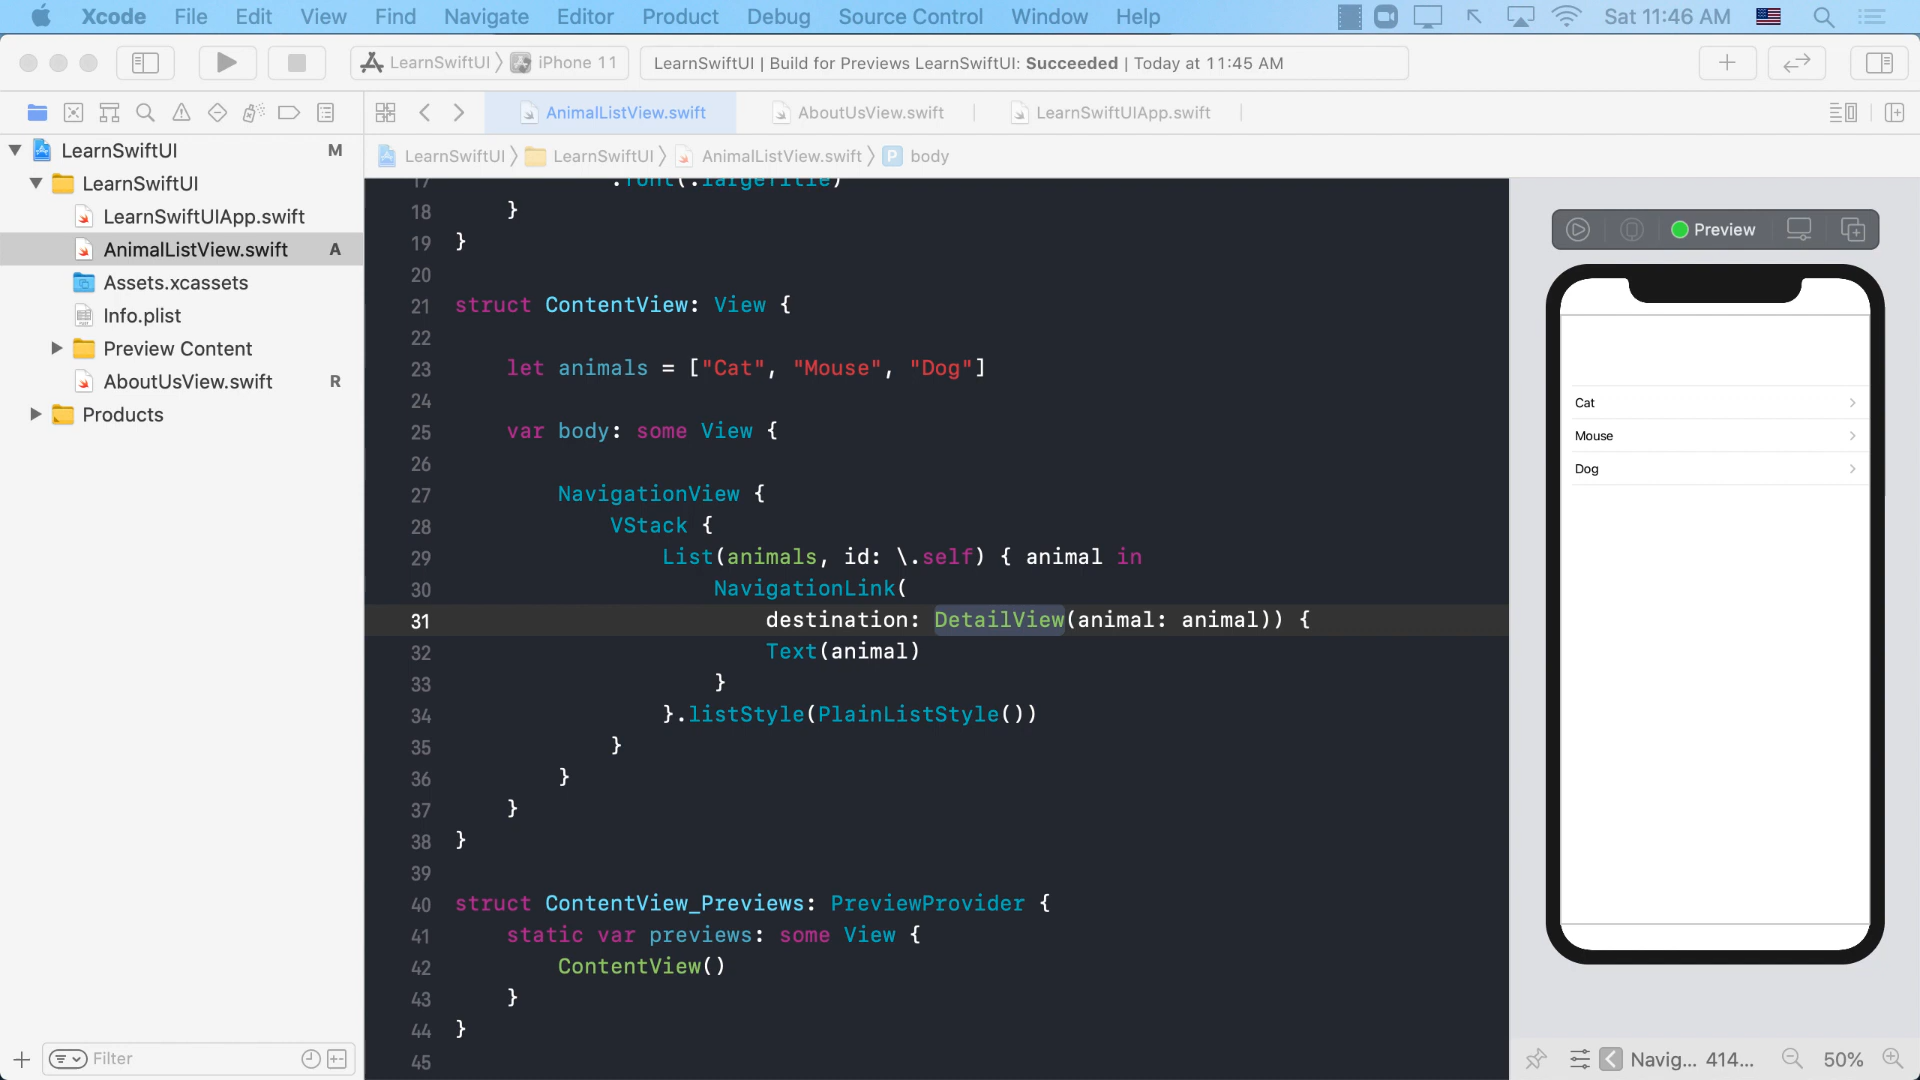 Xcode File Edit View Find Navigate Editor Product Debug Source Control Window Help Sat 11:46 AM
LearnSwiftUI iPhone 11 LearnSwiftUI | Build for Previews LearnSwiftUI: Succeeded | Today at 11:45 AM
AnimalListView.swift AboutUsView.swift LearnSwiftUIApp.swift
LearnSwiftUI M
LearnSwiftUI LearnSwiftUI AnimalListView.swift P body
LearnSwiftUI
LearnSwiftUIApp.swift
AnimalListView.swift A
Assets.xcassets
Info.plist
Preview Content
AboutUsView.swift R
Products
17 .font(.largeTitle)
18 }
19 }
20
21 struct ContentView: View {
22
23 let animals = ["Cat", "Mouse", "Dog"]
24
25 var body: some View {
26
27 NavigationView {
28 VStack {
29 List(animals, id: \.self) { animal in
30 NavigationLink(
31 destination: DetailView(animal: animal)) {
32 Text(animal)
33 }
34 }.listStyle(PlainListStyle())
35 }
36 }
37 }
38 }
39
40 struct ContentView_Previews: PreviewProvider {
41 static var previews: some View {
42 ContentView()
43 }
44 }
45
Preview
Cat
Mouse
Dog
Filter
Navig... 414... 50%